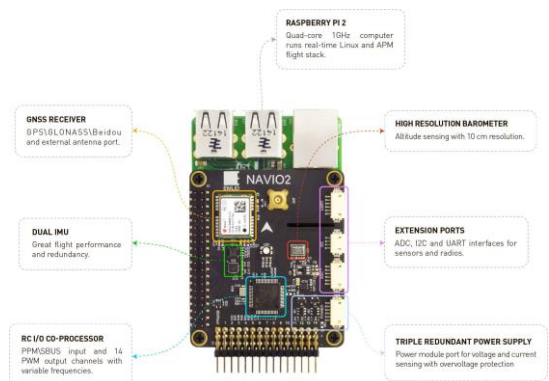 RASPBERRY PI 2
Quad-core 1GHz computer
runs real-time Linux and APM
flight stack.
GNSS RECEIVER
GPS\GLONASS\Beidou
and external antenna port.
HIGH RESOLUTION BAROMETER
Altitude sensing with 10 cm resolution.
14122
14122
EMLID
NAVIO2
DUAL IMU
Great flight performance
and redundancy.
EXTENSION PORTS
ADC, I2C and UART interfaces for
sensors and radios.
RC I/O CO-PROCESSOR
PPM\SBUS input and 14
PWM output channels with
variable frequencies.
TRIPLE REDUNDANT POWER SUPPLY
Power module port for voltage and current
sensing with overvoltage protection